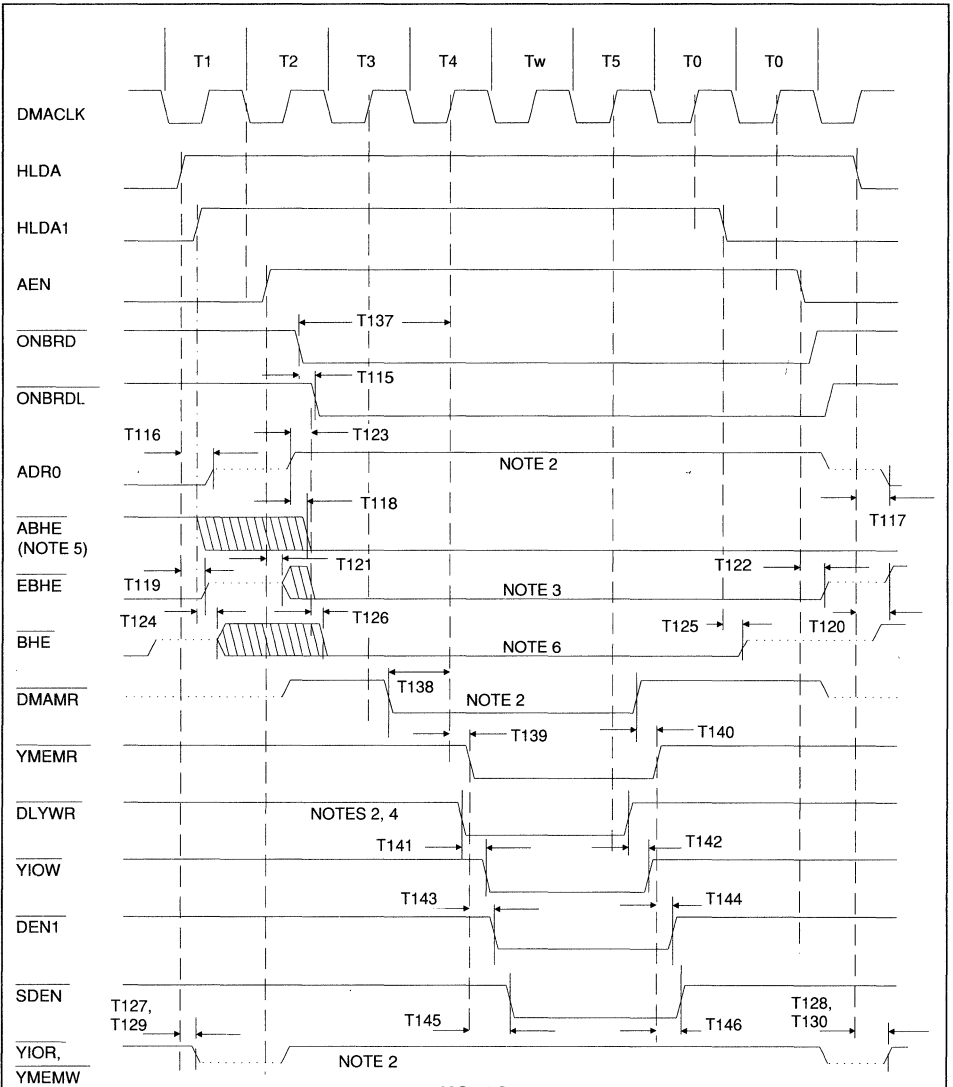 T1 T2 T3 T4 Tw T5 T0 T0
DMACLK
HLDA
HLDA1
AEN
T137
ONBRD
T115
ONBRDL
T116
T123
ADR0
NOTE 2
T118
T117
ABHE
(NOTE 5)
T121
T122
T119
EBHE
NOTE 3
T124
T126
T125
T120
BHE
NOTE 6
T138
DMAMR
NOTE 2
T139
T140
YMEMR
DLYWR
NOTES 2, 4
T141
T142
YIOW
T143
T144
DEN1
SDEN
T127,
T129
T145
T146
T128,
T130
YIOR,
YMEMW
NOTE 2